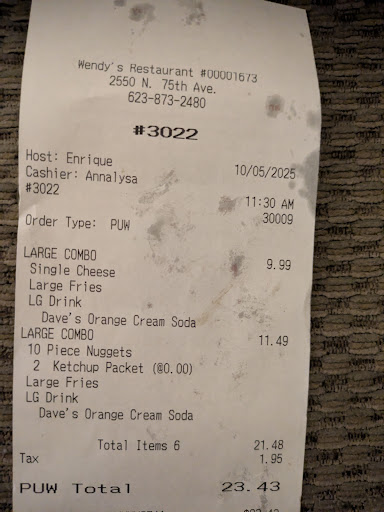 Wendy's Restaurant #00001673
2550 N. 75th Ave.
623-873-2480
#3022
Host: Enrique
Cashier: Annalysa 10/05/2025
#3022 11:30 AM
Order Type: PUW 30009
LARGE COMBO 9.99
Single Cheese
Large Fries
LG Drink
Dave's Orange Cream Soda
LARGE COMBO 11.49
10 Piece Nuggets
2 Ketchup Packet (@0.00)
Large Fries
LG Drink
Dave's Orange Cream Soda
Total Items 6 21.48
Tax 1.95
PUW Total 23.43